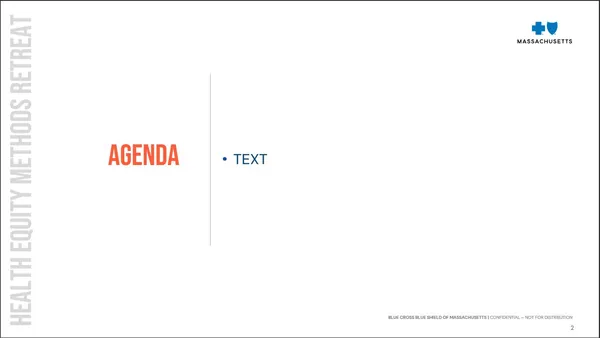 HEALTH EQUITY METHODS RETREAT
MASSACHUSETTS
AGENDA
• TEXT
BLUE CROSS BLUE SHIELD OF MASSACHUSETTS | CONFIDENTIAL – NOT FOR DISTRIBUTION
2